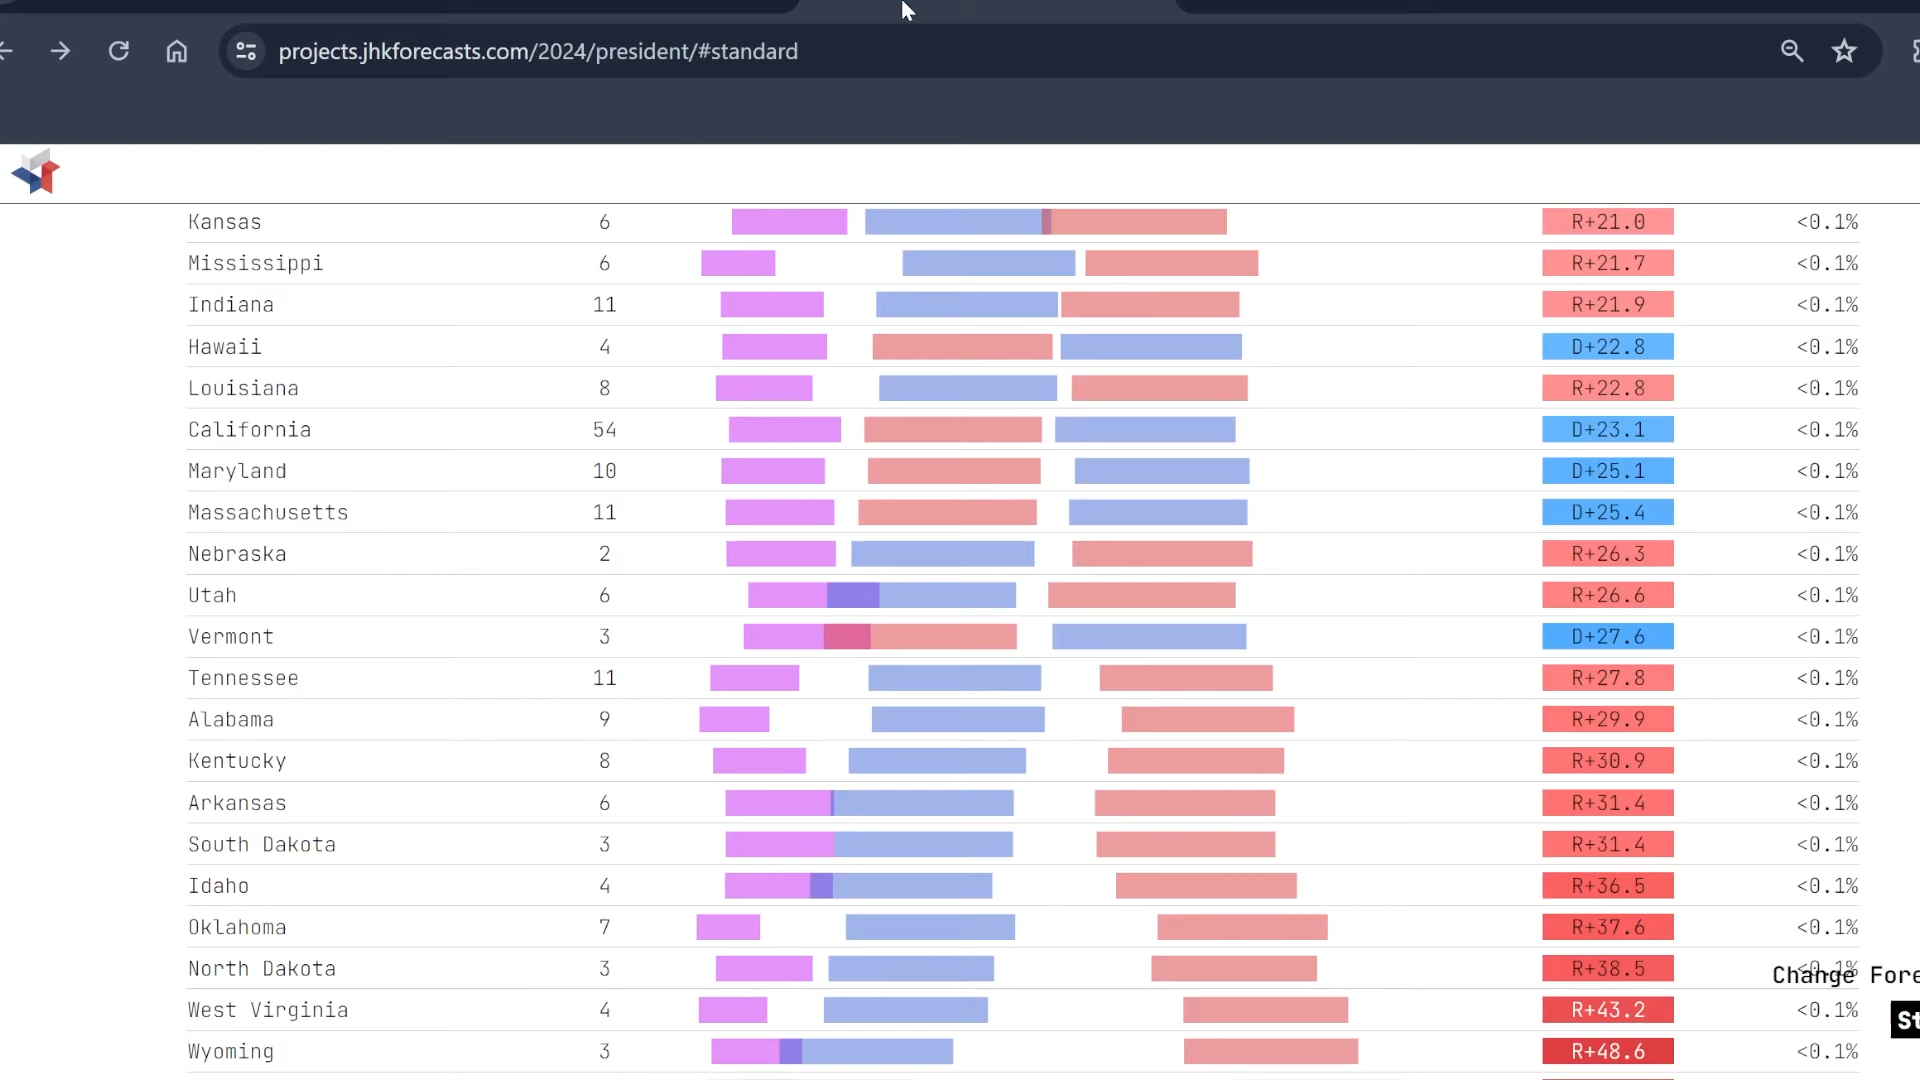 projects.jhkforecasts.com/2024/president/#standard
Kansas 6 R+21.0 <0.1%
Mississippi 6 R+21.7 <0.1%
Indiana 11 R+21.9 <0.1%
Hawaii 4 D+22.8 <0.1%
Louisiana 8 R+22.8 <0.1%
California 54 D+23.1 <0.1%
Maryland 10 D+25.1 <0.1%
Massachusetts 11 D+25.4 <0.1%
Nebraska 2 R+26.3 <0.1%
Utah 6 R+26.6 <0.1%
Vermont 3 D+27.6 <0.1%
Tennessee 11 R+27.8 <0.1%
Alabama 9 R+29.9 <0.1%
Kentucky 8 R+30.9 <0.1%
Arkansas 6 R+31.4 <0.1%
South Dakota 3 R+31.4 <0.1%
Idaho 4 R+36.5 <0.1%
Oklahoma 7 R+37.6 <0.1%
North Dakota 3 R+38.5 <0.1%
Change Fore
West Virginia 4 R+43.2 <0.1%
St
Wyoming 3 R+48.6 <0.1%